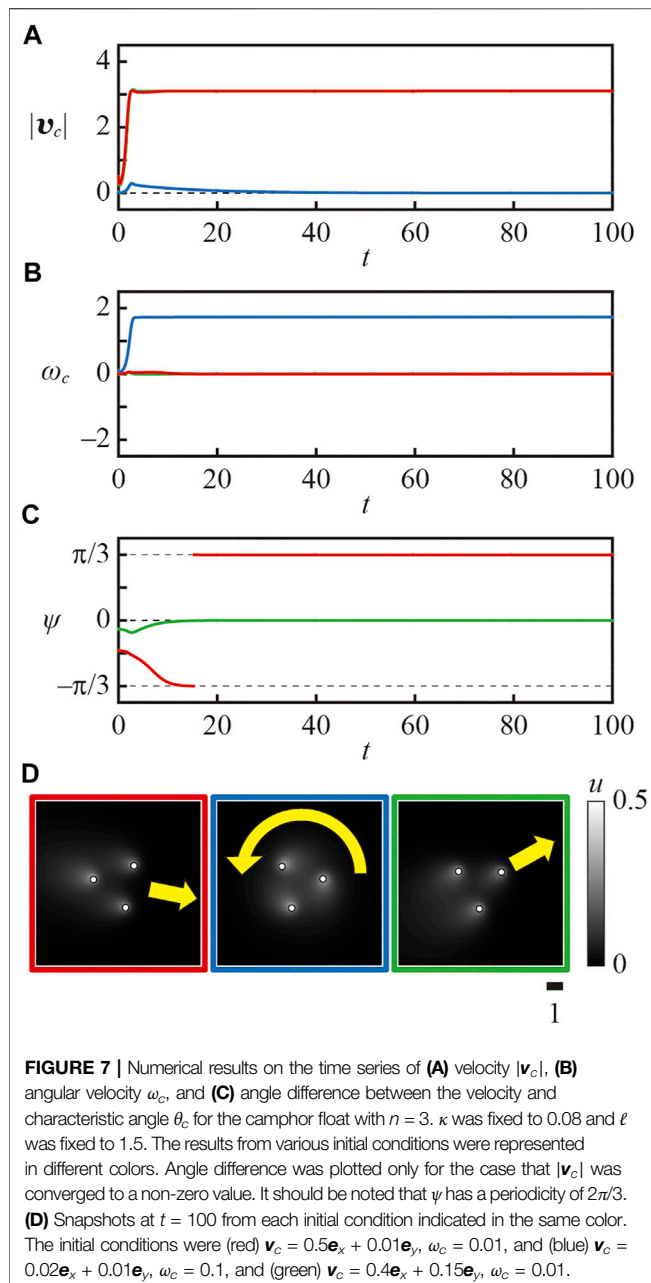 A
4
2
0
|𝒗c|
0 20 40 60 80 100
t
B
2
0
−2
ωc
0 20 40 60 80 100
t
C
π/3
0
−π/3
ψ
0 20 40 60 80 100
t
D
u
0.5
0
1
FIGURE 7 | Numerical results on the time series of (A) velocity |𝒗c|, (B)
angular velocity ωc, and (C) angle difference between the velocity and
characteristic angle θc for the camphor float with n = 3. κ was fixed to 0.08 and ℓ
was fixed to 1.5. The results from various initial conditions were represented
in different colors. Angle difference was plotted only for the case that |𝒗c| was
converged to a non-zero value. It should be noted that ψ has a periodicity of 2π/3.
(D) Snapshots at t = 100 from each initial condition indicated in the same color.
The initial conditions were (red) 𝒗c = 0.5𝒆x + 0.01𝒆y, ωc = 0.01, and (blue) 𝒗c =
0.02𝒆x + 0.01𝒆y, ωc = 0.1, and (green) 𝒗c = 0.4𝒆x + 0.15𝒆y, ωc = 0.01.